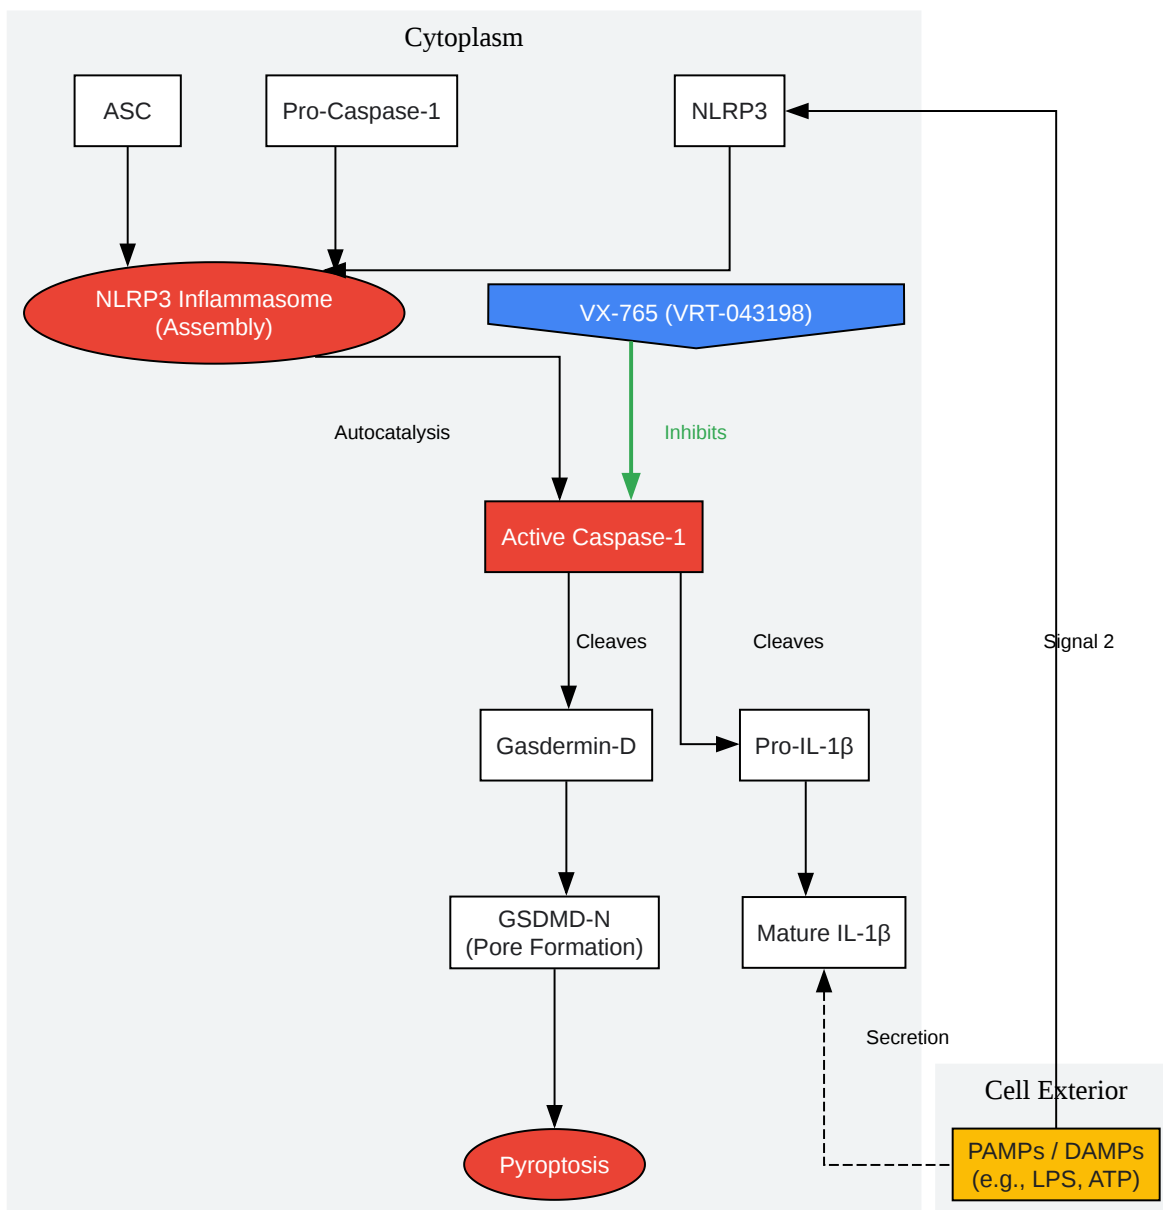 Cytoplasm
ASC
Pro-Caspase-1
NLRP3
NLRP3 Inflammasome
(Assembly)
VX-765 (VRT-043198)
Autocatalysis
Inhibits
Active Caspase-1
Cleaves
Cleaves
Signal 2
Gasdermin-D
Pro-IL-1β
GSDMD-N
(Pore Formation)
Mature IL-1β
Secretion
Cell Exterior
PAMPs / DAMPs
(e.g., LPS, ATP)
Pyroptosis